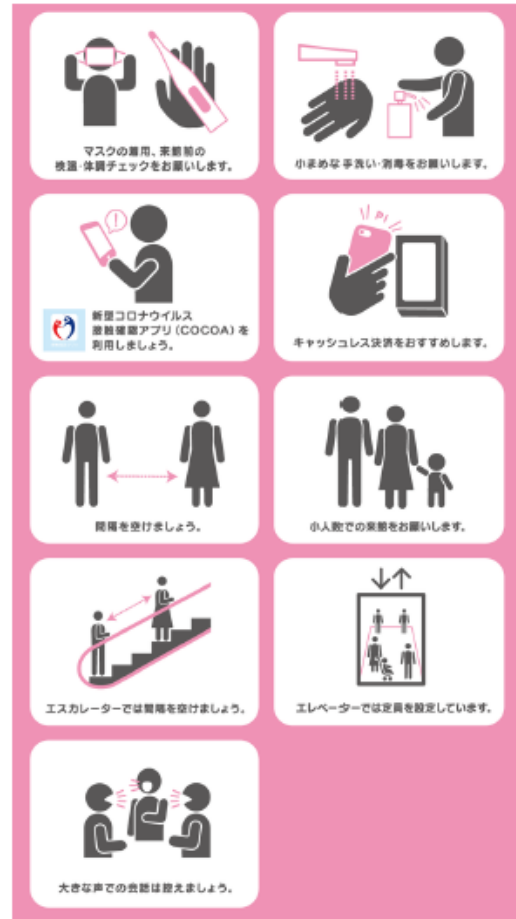 マスクの着用、来館前の
検温・体調チェックをお願いします。
小まめな手洗い・消毒をお願いします。
新型コロナウイルス
接触確認アプリ(COCOA)を
利用しましょう。
Pi
キャッシュレス決済をおすすめします。
間隔を空けましょう。
小人数での来館をお願いします。
エスカレーターでは間隔を空けましょう。
エレベーターでは定員を設定しています。
大きな声での会話は控えましょう。